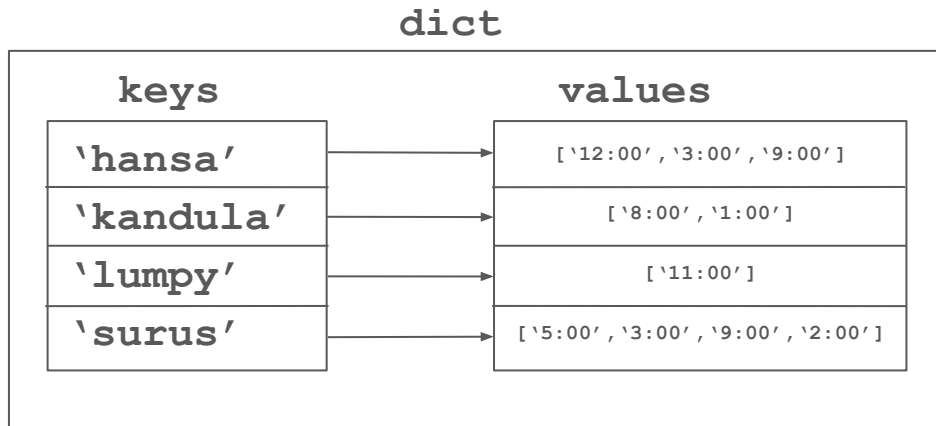 dict
keys values
‘hansa’ [‘12:00’,‘3:00’,‘9:00’]
‘kandula’ [‘8:00’,‘1:00’]
‘lumpy’ [‘11:00’]
‘surus’ [‘5:00’,‘3:00’,‘9:00’,‘2:00’]